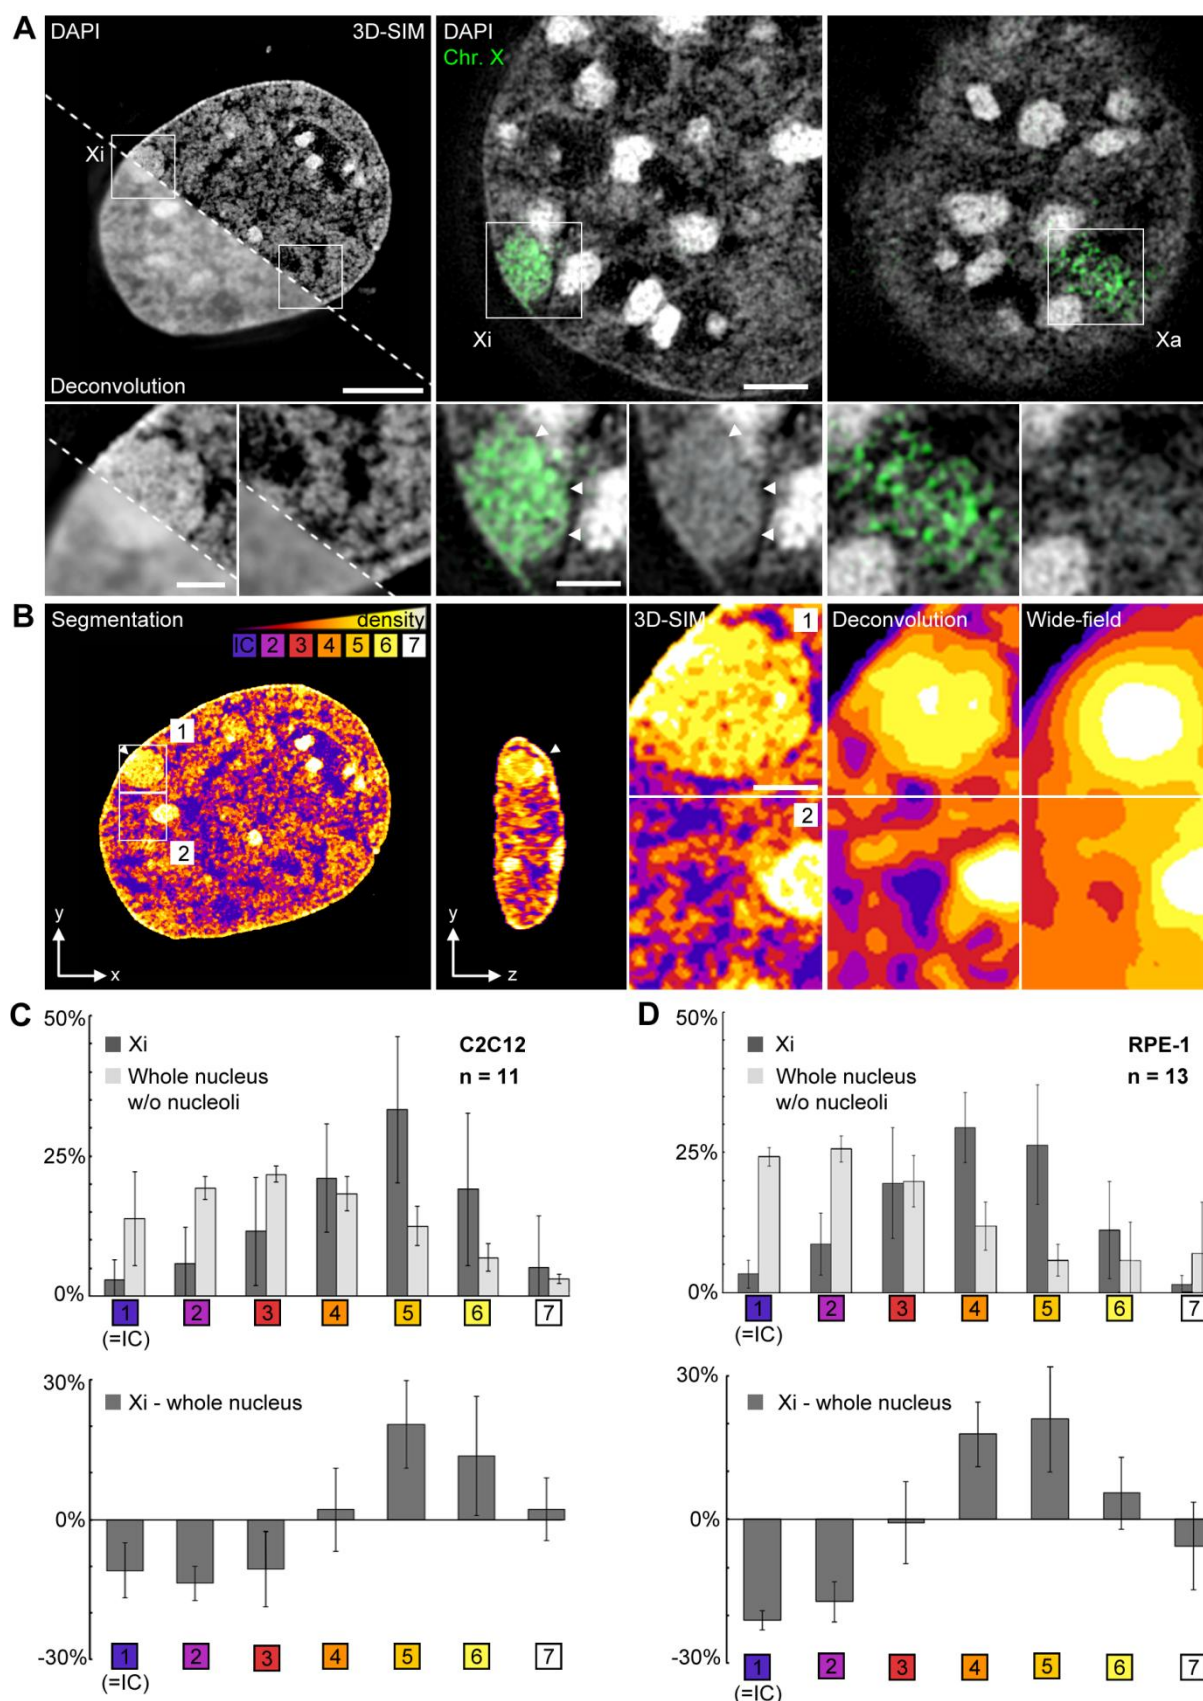 A
DAPI 3D-SIM
Xi
Deconvolution
DAPI
Chr. X
Xi
Xa
B
Segmentation
density
IC 2 3 4 5 6 7
1
2
y
x
y
z
3D-SIM 1
2
Deconvolution
Wide-field
C
50%
25%
0%
Xi
Whole nucleus
w/o nucleoli
C2C12
n = 11
1 2 3 4 5 6 7
(=IC)
30%
0%
-30%
Xi - whole nucleus
1 2 3 4 5 6 7
(=IC)
D
50%
25%
0%
Xi
Whole nucleus
w/o nucleoli
RPE-1
n = 13
1 2 3 4 5 6 7
(=IC)
30%
0%
-30%
Xi - whole nucleus
1 2 3 4 5 6 7
(=IC)